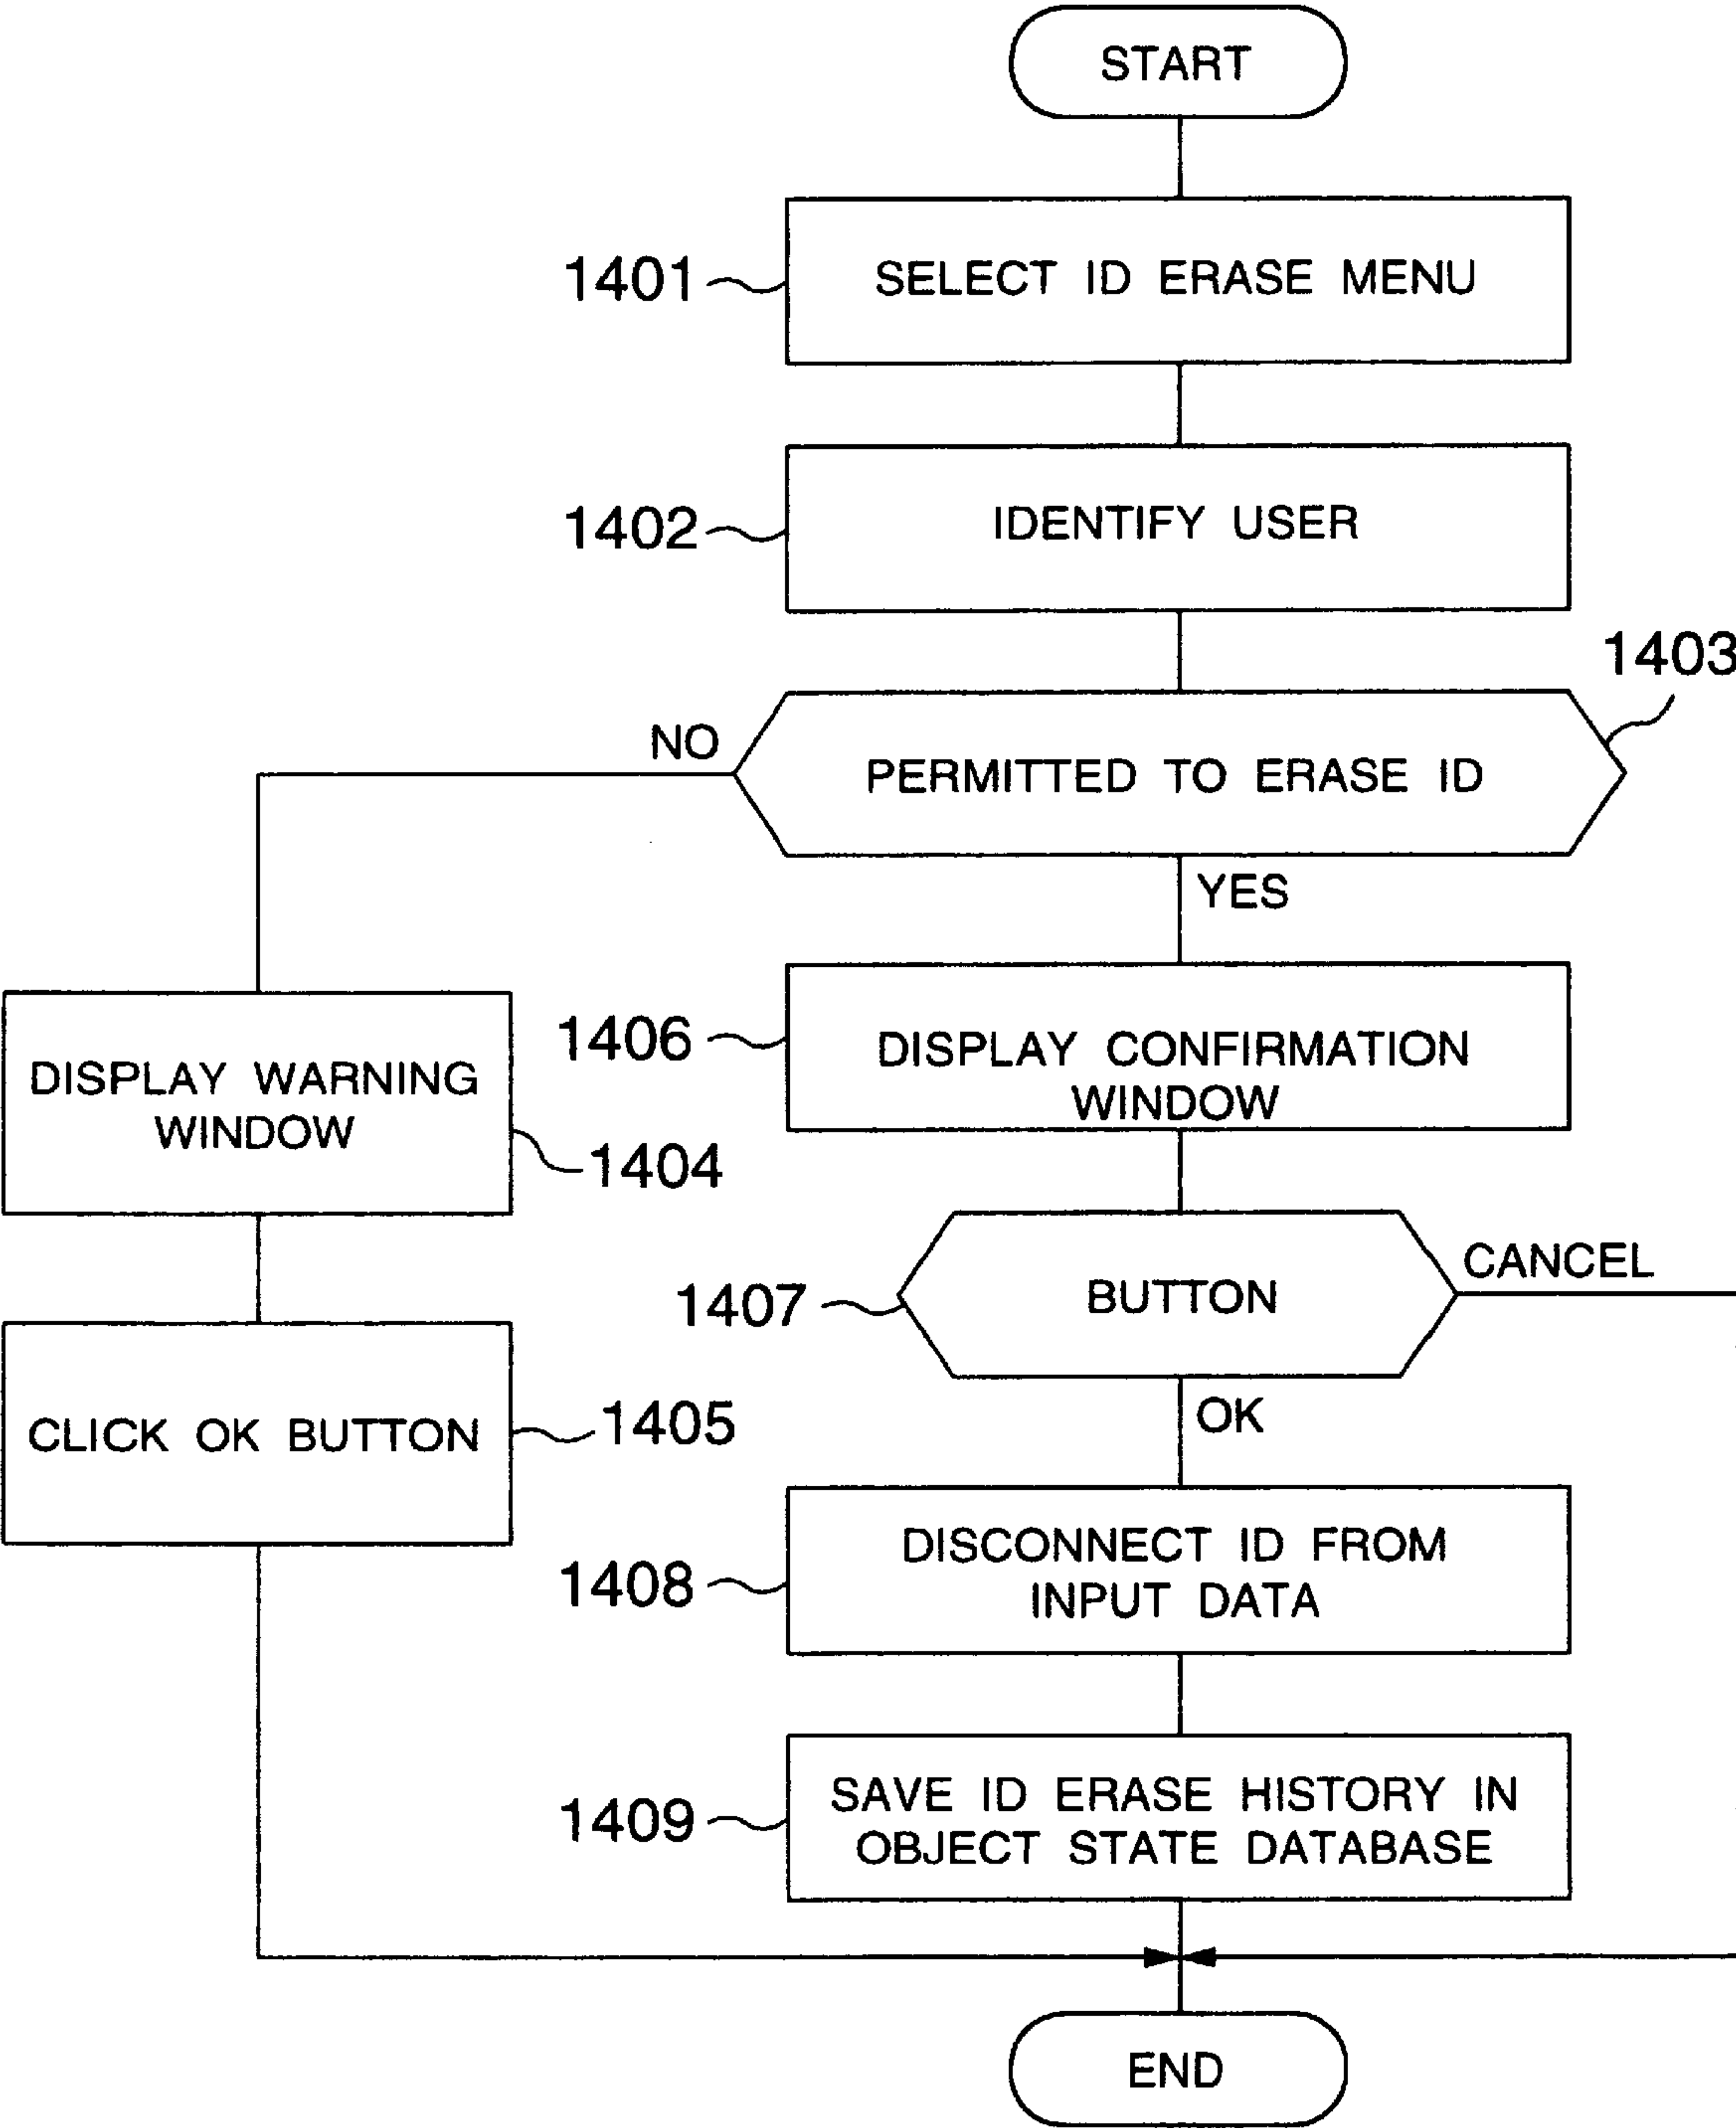 START
1401
SELECT ID ERASE MENU
1402
IDENTIFY USER
1403
NO
PERMITTED TO ERASE ID
YES
1406
DISPLAY CONFIRMATION
WINDOW
DISPLAY WARNING
WINDOW
1404
CANCEL
1407
BUTTON
OK
CLICK OK BUTTON
1405
1408
DISCONNECT ID FROM
INPUT DATA
1409
SAVE ID ERASE HISTORY IN
OBJECT STATE DATABASE
END